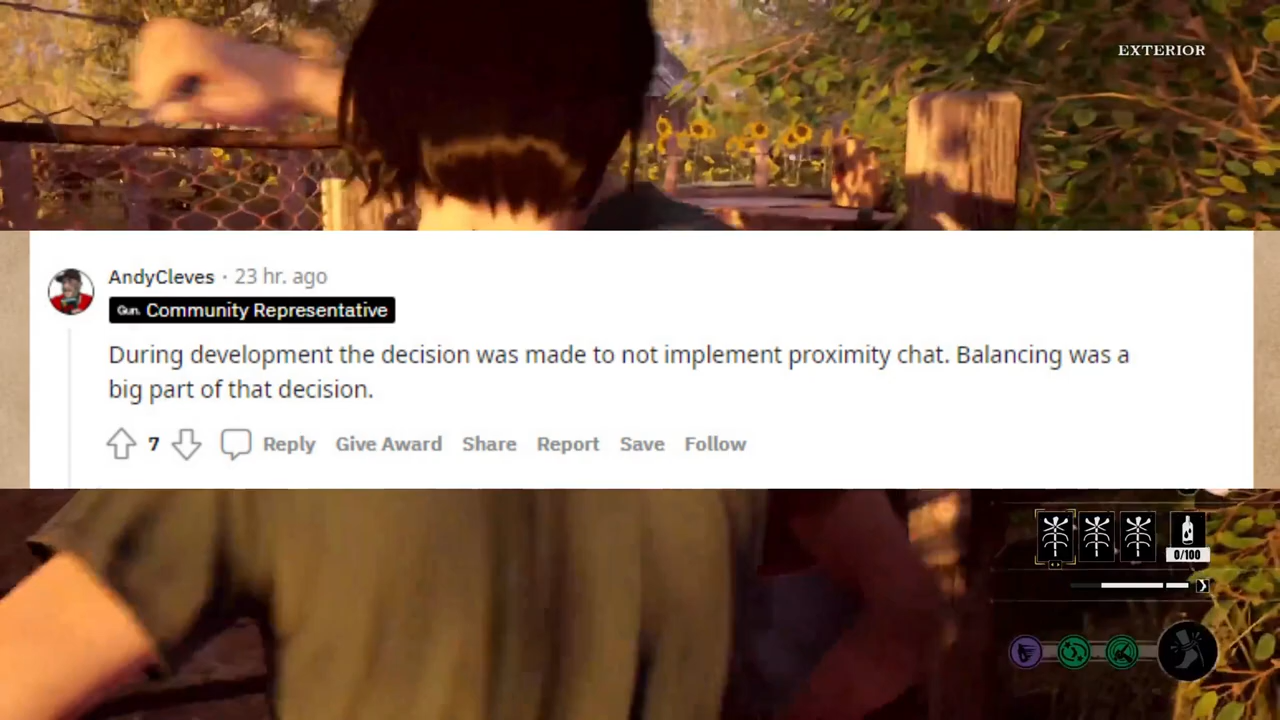 EXTERIOR
AndyCleves · 23 hr. ago
Gun. Community Representative
During development the decision was made to not implement proximity chat. Balancing was a
big part of that decision.
7 Reply Give Award Share Report Save Follow
0/100